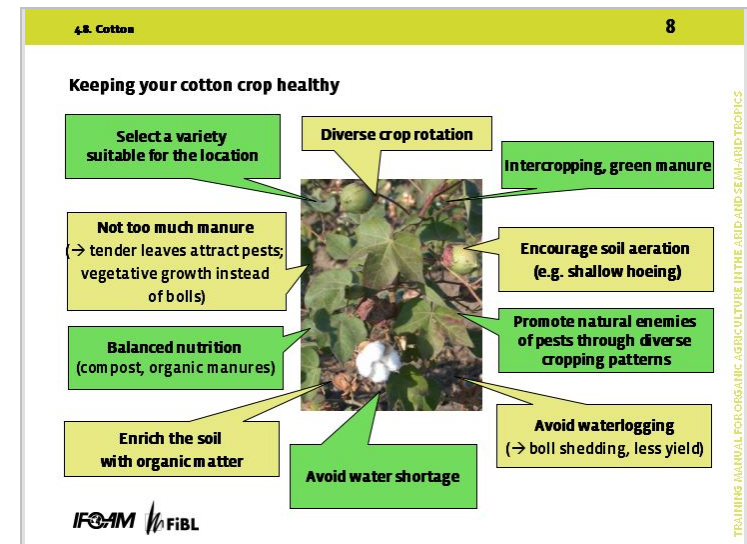 4.8. Cotton
8
Keeping your cotton crop healthy
Select a variety
suitable for the location
Diverse crop rotation
Intercropping, green manure
Not too much manure
(→ tender leaves attract pests;
vegetative growth instead
of bolls)
Encourage soil aeration
(e.g. shallow hoeing)
Balanced nutrition
(compost, organic manures)
Promote natural enemies
of pests through diverse
cropping patterns
Enrich the soil
with organic matter
Avoid water shortage
Avoid waterlogging
(→ boll shedding, less yield)
IFOAM FiBL
TRAINING MANUAL FOR ORGANIC AGRICULTURE IN THE ARID AND SEMI-ARID TROPICS